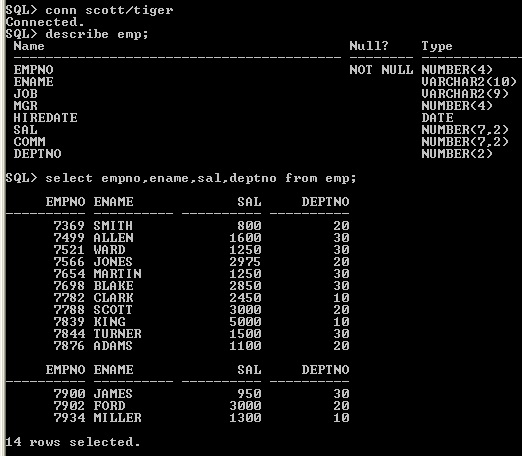 SQL> conn scott/tiger
Connected.
SQL> describe emp;
 Name                                      Null?    Type
 ----------------------------------------- -------- ------------
 EMPNO                                     NOT NULL NUMBER(4)
 ENAME                                              VARCHAR2(10)
 JOB                                                VARCHAR2(9)
 MGR                                                NUMBER(4)
 HIREDATE                                           DATE
 SAL                                                NUMBER(7,2)
 COMM                                               NUMBER(7,2)
 DEPTNO                                             NUMBER(2)
SQL> select empno,ename,sal,deptno from emp;
     EMPNO ENAME             SAL     DEPTNO
---------- ---------- ---------- ----------
      7369 SMITH             800         20
      7499 ALLEN            1600         30
      7521 WARD             1250         30
      7566 JONES            2975         20
      7654 MARTIN           1250         30
      7698 BLAKE            2850         30
      7782 CLARK            2450         10
      7788 SCOTT            3000         20
      7839 KING             5000         10
      7844 TURNER           1500         30
      7876 ADAMS            1100         20
     EMPNO ENAME             SAL     DEPTNO
---------- ---------- ---------- ----------
      7900 JAMES             950         30
      7902 FORD             3000         20
      7934 MILLER           1300         10
14 rows selected.